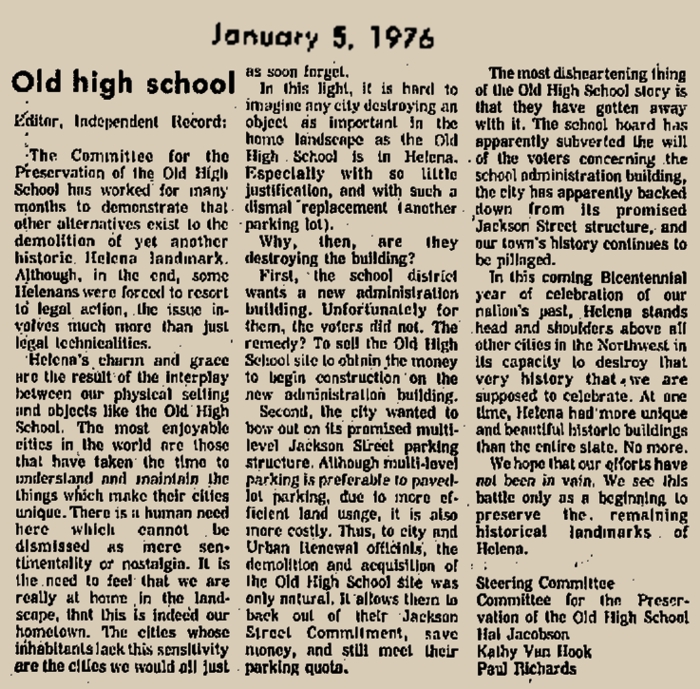 January 5, 1976
Old high school
Editor, Independent Record:
The Committee for the
Preservation of the Old High
School has worked for many
months to demonstrate that
other alternatives exist to the
demolition of yet another
historic Helena landmark.
Although, in the end, some
Helenans were forced to resort
to legal action, the issue in-
volves much more than just
legal technicalities.
Helena's charm and grace
are the result of the interplay
between our physical setting
and objects like the Old High
School. The most enjoyable
cities in the world are those
that have taken the time to
understand and maintain the
things which make their cities
unique. There is a human need
here which cannot be
dismissed as mere sen-
timentality or nostalgia. It is
the need to feel that we are
really at home in the land-
scape, that this is indeed our
hometown. The cities whose
inhabitants lack this sensitivity
are the cities we would all just
as soon forget.
In this light, it is hard to
imagine any city destroying an
object as important in the
home landscape as the Old
High School is in Helena.
Especially with so little
justification, and with such a
dismal replacement (another
parking lot).
Why, then, are they
destroying the building?
First, the school district
wants a new administration
building. Unfortunately for
them, the voters did not. The
remedy? To sell the Old High
School site to obtain the money
to begin construction on the
new administration building.
Second, the city wanted to
bow out on its promised multi-
level Jackson Street parking
structure. Although multi-level
parking is preferable to paved-
lot parking, due to more ef-
ficient land usage, it is also
more costly. Thus, to city and
Urban Renewal officials, the
demolition and acquisition of
the Old High School site was
only natural. It allows them to
back out of their Jackson
Street Commitment, save
money, and still meet their
parking quota.
The most disheartening thing
of the Old High School story is
that they have gotten away
with it. The school board has
apparently subverted the will
of the voters concerning the
school administration building,
the city has apparently backed
down from its promised
Jackson Street structure, and
our town's history continues to
be pillaged.
In this coming Bicentennial
year of celebration of our
nation's past, Helena stands
head and shoulders above all
other cities in the Northwest in
its capacity to destroy that
very history that we are
supposed to celebrate. At one
time, Helena had more unique
and beautiful historic buildings
than the entire state. No more.
We hope that our efforts have
not been in vain. We see this
battle only as a beginning to
preserve the remaining
historical landmarks of
Helena.
Steering Committee
Committee for the Preser-
vation of the Old High School
Hal Jacobson
Kathy Van Hook
Paul Richards